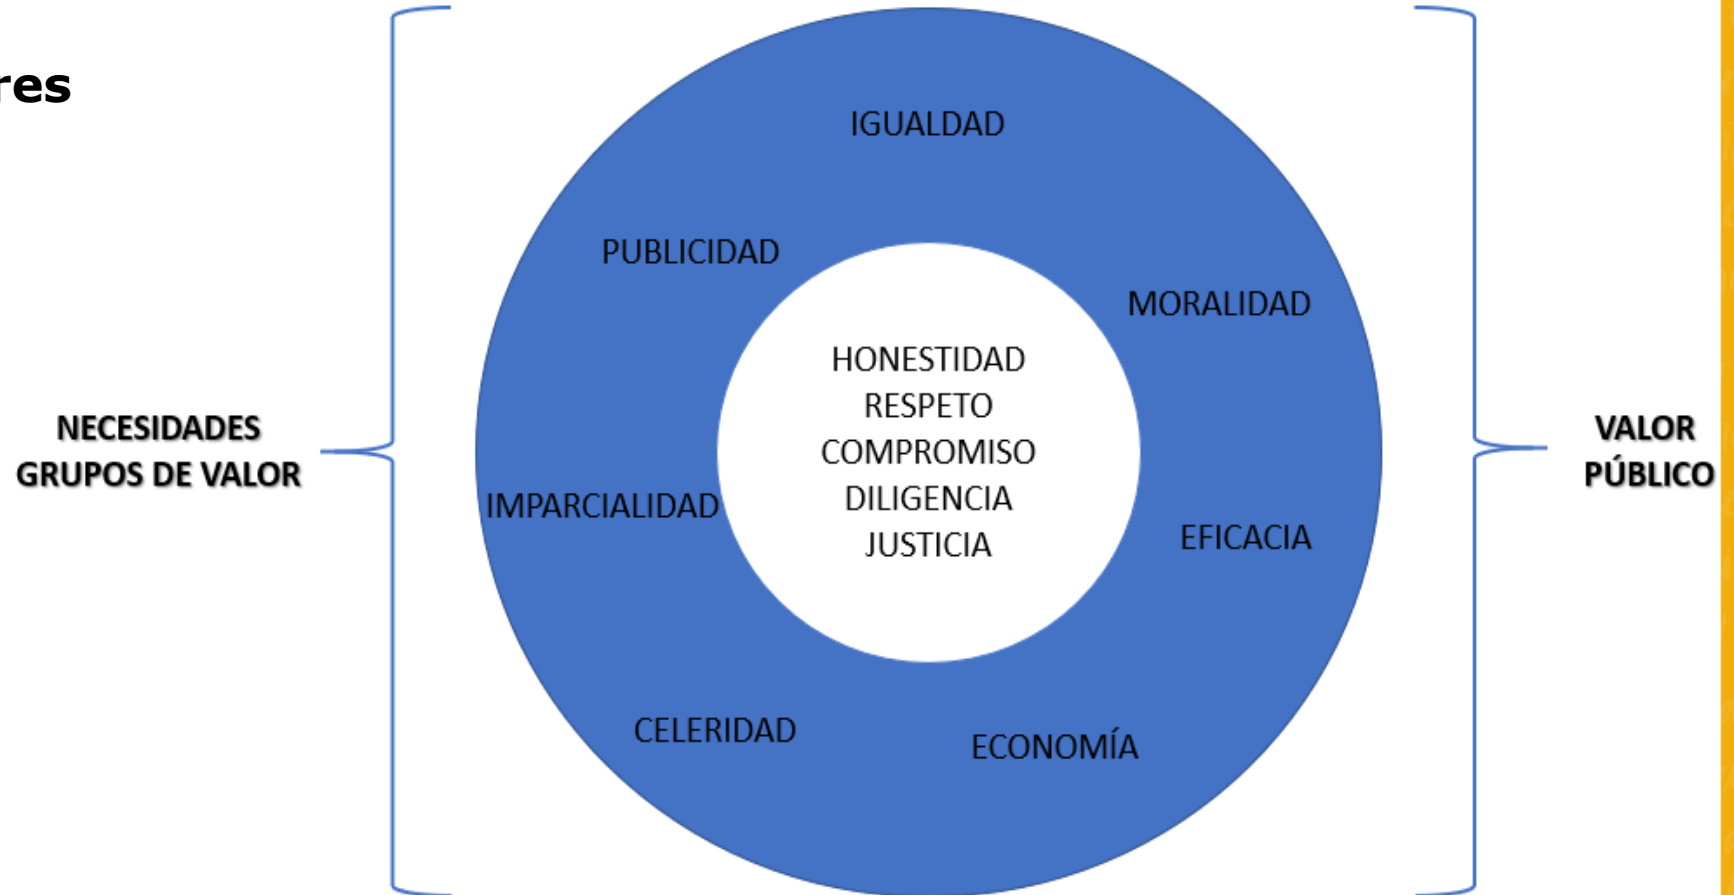 res
IGUALDAD
PUBLICIDAD
MORALIDAD
HONESTIDAD
RESPETO
COMPROMISO
DILIGENCIA
JUSTICIA
NECESIDADES
GRUPOS DE VALOR
VALOR
PÚBLICO
IMPARCIALIDAD
EFICACIA
CELERIDAD
ECONOMÍA